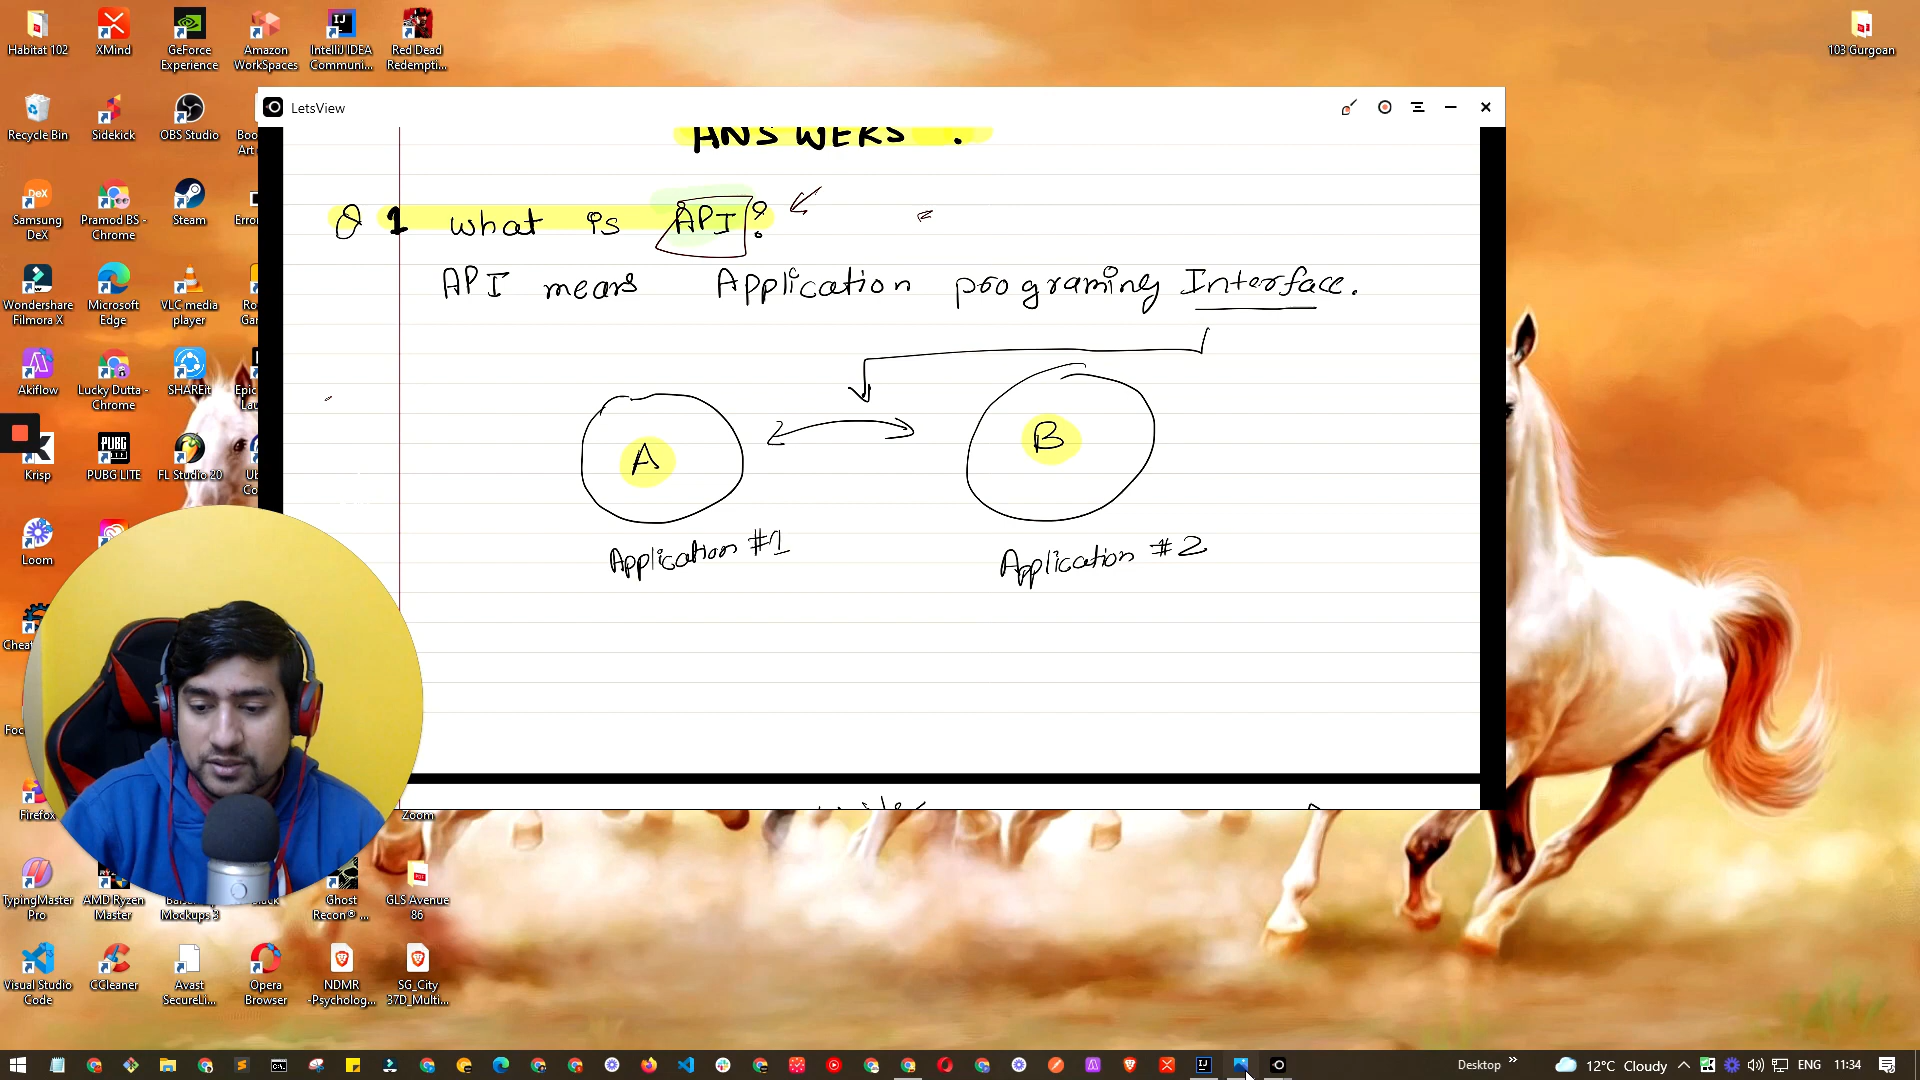 Habitat 102
XMind
GeForce Experience
Amazon WorkSpaces
IntelliJ IDEA Communi...
Red Dead Redempti...
103 Gurgoan
LetsView
ANSWERS.
Recycle Bin
Sidekick
OBS Studio
Q 1 what is API?
API means Application programing Interface.
Samsung DeX
Pramod BS - Chrome
Steam
Wondershare Filmora X
Microsoft Edge
VLC media player
Akiflow
Lucky Dutta - Chrome
SHAREit
A
B
Krisp
PUBG LITE
FL Studio 20
Application #1
Application #2
Loom
Firefox
Zoom
TypingMaster Pro
AMD Ryzen Master
Mockups 3
Ghost Recon® ...
GLS Avenue 86
Visual Studio Code
CCleaner
Avast SecureLi...
Opera Browser
NDMR -Psycholog...
SG_City 37D_Multi...
Desktop
12°C Cloudy
ENG
11:34